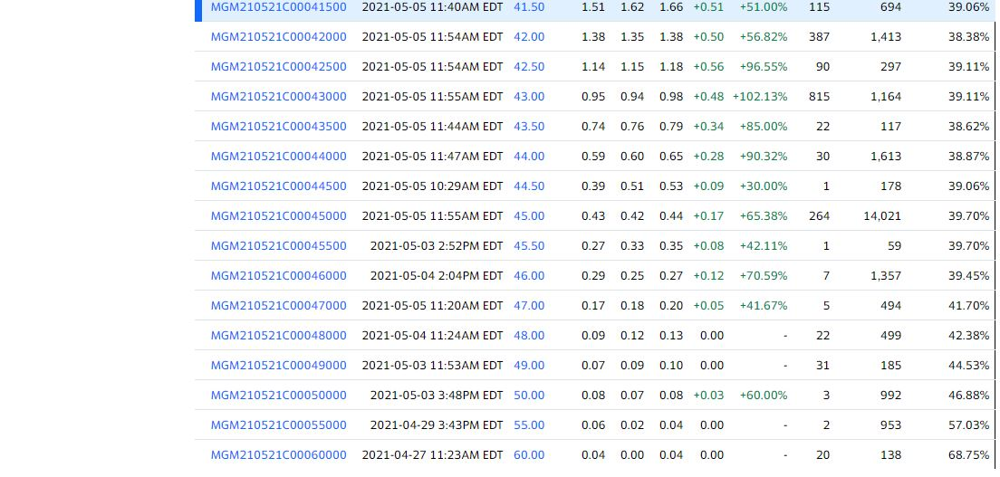 MGM210521C00041500 2021-05-05 11:40AM EDT 41.50 1.51 1.62 1.66 +0.51 +51.00% 115 694 39.06%
MGM210521C00042000 2021-05-05 11:54AM EDT 42.00 1.38 1.35 1.38 +0.50 +56.82% 387 1,413 38.38%
MGM210521C00042500 2021-05-05 11:54AM EDT 42.50 1.14 1.15 1.18 +0.56 +96.55% 90 297 39.11%
MGM210521C00043000 2021-05-05 11:55AM EDT 43.00 0.95 0.94 0.98 +0.48 +102.13% 815 1,164 39.11%
MGM210521C00043500 2021-05-05 11:44AM EDT 43.50 0.74 0.76 0.79 +0.34 +85.00% 22 117 38.62%
MGM210521C00044000 2021-05-05 11:47AM EDT 44.00 0.59 0.60 0.65 +0.28 +90.32% 30 1,613 38.87%
MGM210521C00044500 2021-05-05 10:29AM EDT 44.50 0.39 0.51 0.53 +0.09 +30.00% 1 178 39.06%
MGM210521C00045000 2021-05-05 11:55AM EDT 45.00 0.43 0.42 0.44 +0.17 +65.38% 264 14,021 39.70%
MGM210521C00045500 2021-05-03 2:52PM EDT 45.50 0.27 0.33 0.35 +0.08 +42.11% 1 59 39.70%
MGM210521C00046000 2021-05-04 2:04PM EDT 46.00 0.29 0.25 0.27 +0.12 +70.59% 7 1,357 39.45%
MGM210521C00047000 2021-05-05 11:20AM EDT 47.00 0.17 0.18 0.20 +0.05 +41.67% 5 494 41.70%
MGM210521C00048000 2021-05-04 11:24AM EDT 48.00 0.09 0.12 0.13 0.00 - 22 499 42.38%
MGM210521C00049000 2021-05-03 11:53AM EDT 49.00 0.07 0.09 0.10 0.00 - 31 185 44.53%
MGM210521C00050000 2021-05-03 3:48PM EDT 50.00 0.08 0.07 0.08 +0.03 +60.00% 3 992 46.88%
MGM210521C00055000 2021-04-29 3:43PM EDT 55.00 0.06 0.02 0.04 0.00 - 2 953 57.03%
MGM210521C00060000 2021-04-27 11:23AM EDT 60.00 0.04 0.00 0.04 0.00 - 20 138 68.75%